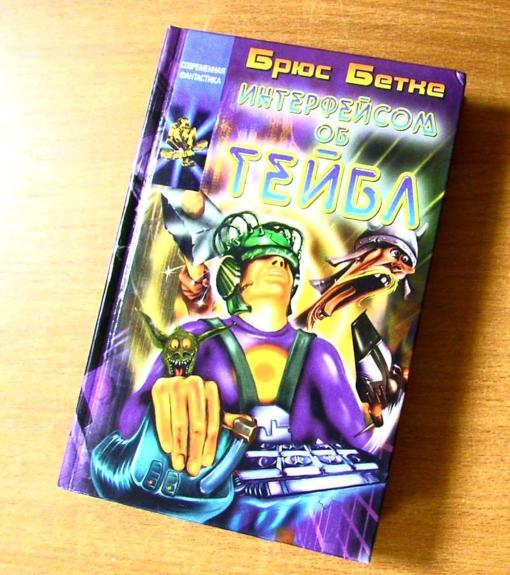 СОВРЕМЕННАЯ
ФАНТАСТИКА
Брюс Бетке
ИНТЕРФЕЙСОМ
ОБ
ТЕЙБЛ